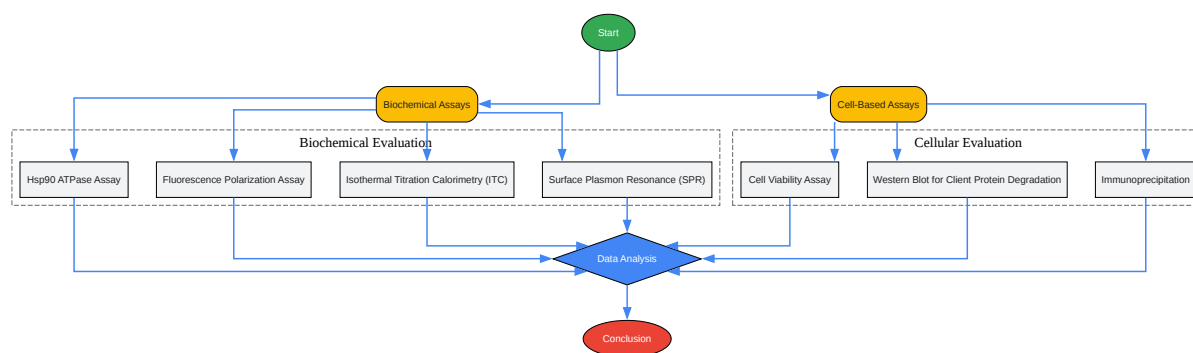 Start
Biochemical Assays
Cell-Based Assays
Biochemical Evaluation
Cellular Evaluation
Hsp90 ATPase Assay
Fluorescence Polarization Assay
Isothermal Titration Calorimetry (ITC)
Surface Plasmon Resonance (SPR)
Cell Viability Assay
Western Blot for Client Protein Degradation
Immunoprecipitation
Data Analysis
Conclusion